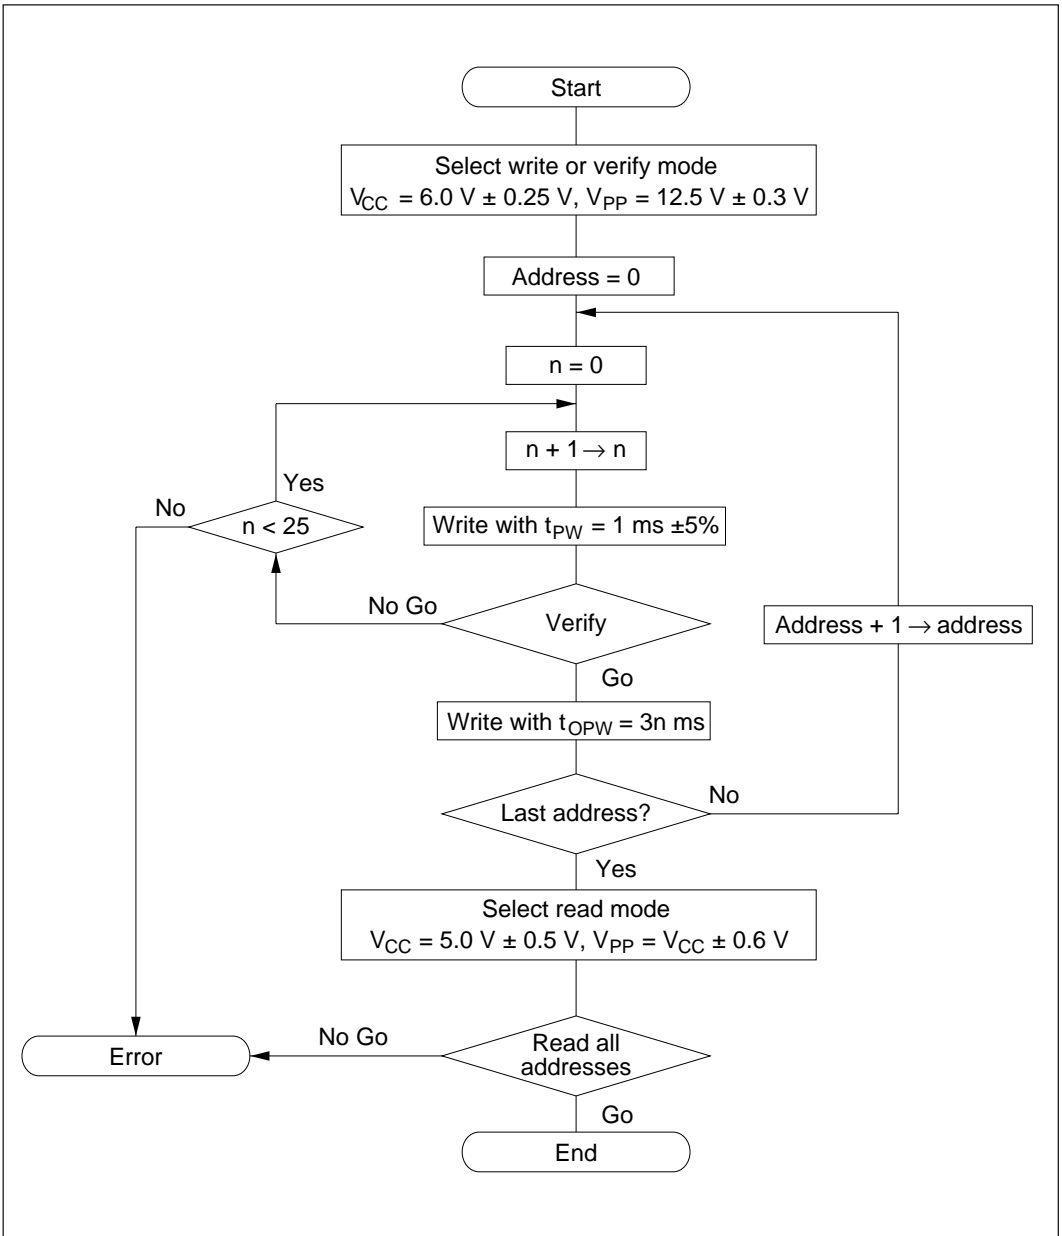 Start
Select write or verify mode
VCC = 6.0 V ± 0.25 V, VPP = 12.5 V ± 0.3 V
Address = 0
n = 0
n + 1 → n
Yes
No
n < 25
Write with tPW = 1 ms ±5%
No Go
Verify
Address + 1 → address
Go
Write with tOPW = 3n ms
Last address?
No
Yes
Select read mode
VCC = 5.0 V ± 0.5 V, VPP = VCC ± 0.6 V
No Go
Error
Read all
addresses
Go
End